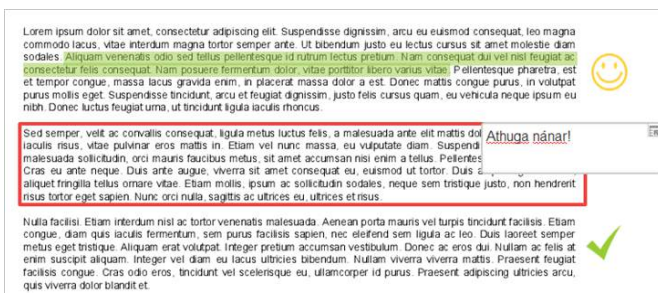 Lorem ipsum dolor sit amet, consectetur adipiscing elit. Suspendisse dignissim, arcu eu euismod consequat, leo magna
commodo lacus, vitae interdum magna tortor semper ante. Ut bibendum justo eu lectus cursus sit amet molestie diam
sodales. Aliquam venenatis odio sed tellus pellentesque id rutrum lectus pretium. Nam consequat dui vel nisl feugiat ac
consectetur felis consequat. Nam posuere fermentum dolor, vitae porttitor libero varius vitae. Pellentesque pharetra, est
et tempor congue, massa lacus gravida enim, in placerat massa dolor a est. Donec mattis congue purus, in volutpat
purus mollis eget. Suspendisse tincidunt, arcu et feugiat dignissim, justo felis cursus quam, eu vehicula neque ipsum eu
nibh. Donec luctus feugiat urna, ut tincidunt ligula iaculis rhoncus.
Sed semper, velit ac convallis consequat, ligula metus luctus felis, a malesuada ante elit mattis dol
Athuga nánar!
iaculis risus, vitae pulvinar eros mattis in. Etiam vel nunc massa, eu vulputate diam. Suspendi
malesuada sollicitudin, orci mauris faucibus metus, sit amet accumsan nisi enim a tellus. Pellentes
Cras eu ante neque. Duis ante augue, viverra sit amet consequat eu, euismod ut tortor. Duis a
aliquet fringilla tellus ornare vitae. Etiam mollis, ipsum ac sollicitudin sodales, neque sem tristique justo, non hendrerit
risus tortor eget sapien. Nunc orci nulla, sagittis ac ultrices eu, ultrices et risus.
Nulla facilisi. Etiam interdum nisl ac tortor venenatis malesuada. Aenean porta mauris vel turpis tincidunt facilisis. Etiam
congue, diam quis iaculis fermentum, sem purus facilisis sapien, nec eleifend sem ligula ac leo. Duis laoreet semper
metus eget tristique. Aliquam erat volutpat. Integer pretium accumsan vestibulum. Donec ac eros dui. Nullam ac felis at
enim suscipit aliquam. Integer vel diam eu lacus ultricies bibendum. Nullam viverra viverra mattis. Praesent feugiat
facilisis congue. Cras odio eros, tincidunt vel scelerisque eu, ullamcorper id purus. Praesent adipiscing ultricies arcu,
quis viverra dolor blandit et.